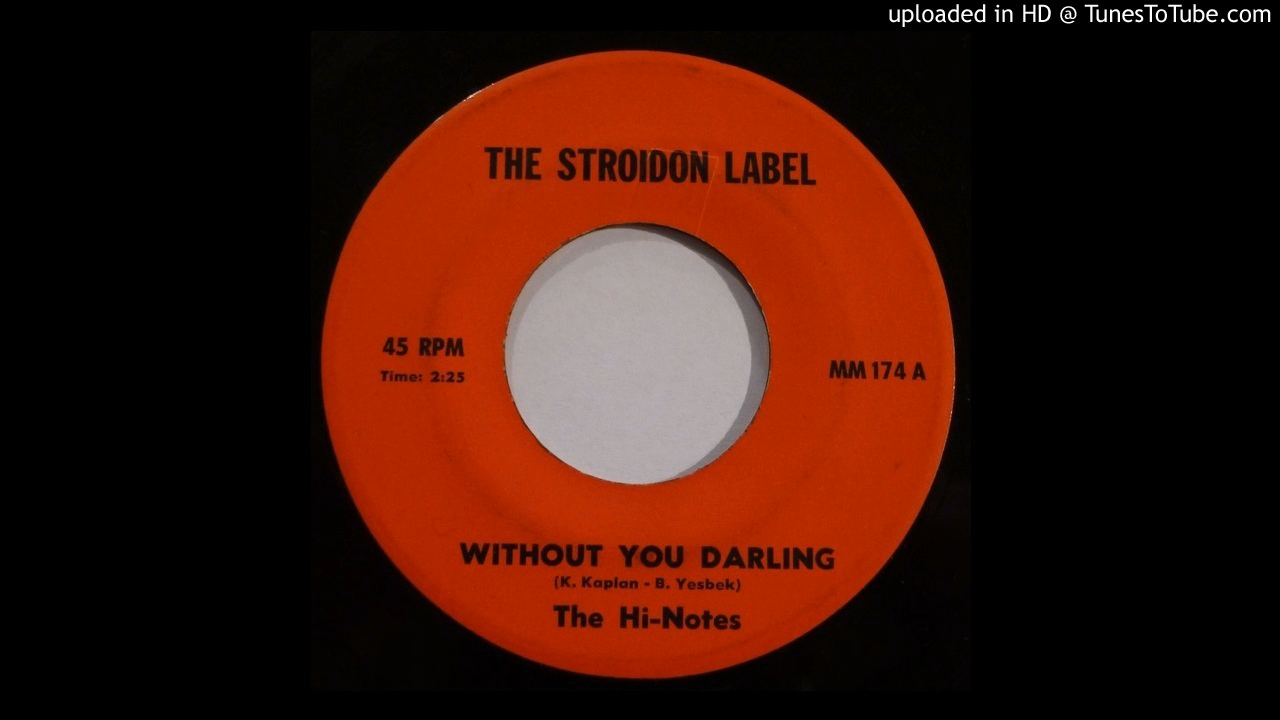 uploaded in HD @ TunesToTube.com
THE STROIDON LABEL
45 RPM
Time: 2:25
MM 174 A
WITHOUT YOU DARLING
(K. Kaplan - B. Yesbek)
The Hi-Notes